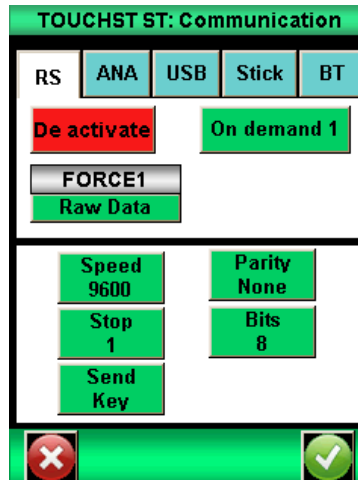 TOUCHST ST: Communication
RS ANA USB Stick BT
De activate On demand 1
FORCE1
Raw Data
Speed
9600
Parity
None
Stop
1
Bits
8
Send
Key